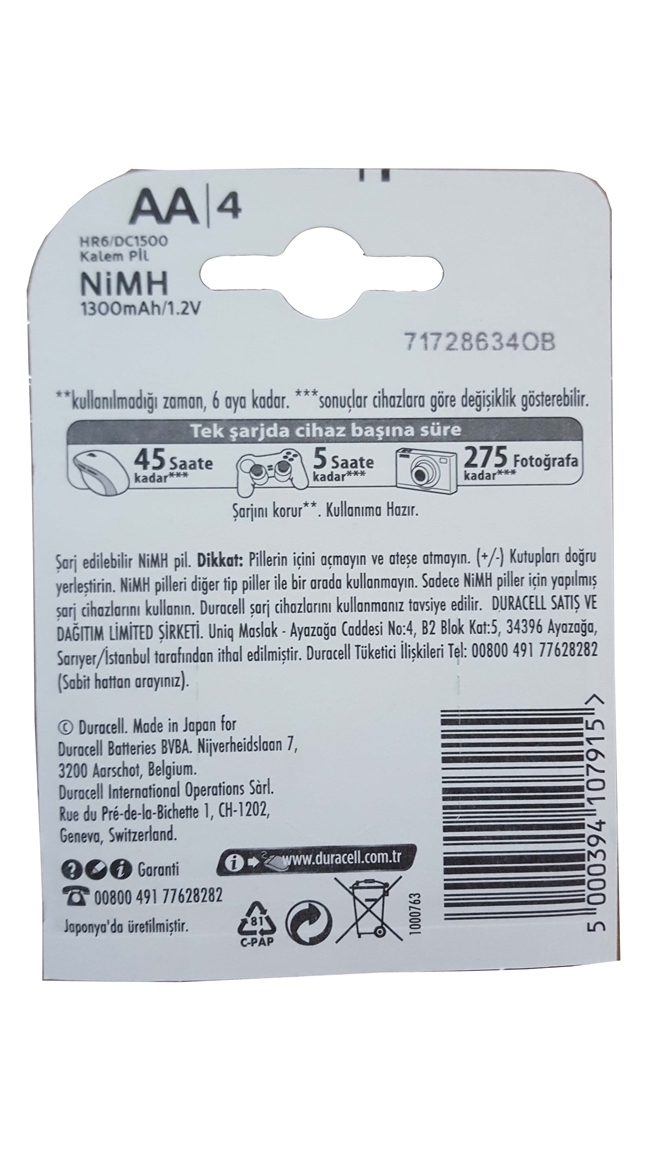 AA|4
HR6/DC1500
Kalem Pil
NiMH
1300mAh/1.2V
71728634OB
**kullanılmadığı zaman, 6 aya kadar. ***sonuçlar cihazlara göre değişiklik gösterebilir.
Tek şarjda cihaz başına süre
45 Saate kadar***
5 Saate kadar***
275 Fotoğrafa kadar***
Şarjını korur**. Kullanıma Hazır.
Şarj edilebilir NiMH pil. Dikkat: Pillerin içini açmayın ve ateşe atmayın. (+/-) Kutupları doğru
yerleştirin. NiMH pilleri diğer tip piller ile bir arada kullanmayın. Sadece NiMH piller için yapılmış
şarj cihazlarını kullanın. Duracell şarj cihazlarını kullanmanız tavsiye edilir. DURACELL SATIŞ VE
DAĞITIM LİMİTED ŞİRKETİ. Uniq Maslak - Ayazağa Caddesi No:4, B2 Blok Kat:5, 34396 Ayazağa,
Sarıyer/İstanbul tarafından ithal edilmiştir. Duracell Tüketici İlişkileri Tel: 00800 491 77628282
(Sabit hattan arayınız).
© Duracell. Made in Japan for
Duracell Batteries BVBA. Nijverheidslaan 7,
3200 Aarschot, Belgium.
Duracell International Operations Sàrl.
Rue du Pré-de-la-Bichette 1, CH-1202,
Geneva, Switzerland.
Garanti
www.duracell.com.tr
00800 491 77628282
Japonya'da üretilmiştir.
81
C-PAP
1000763
5 000394 107915 >